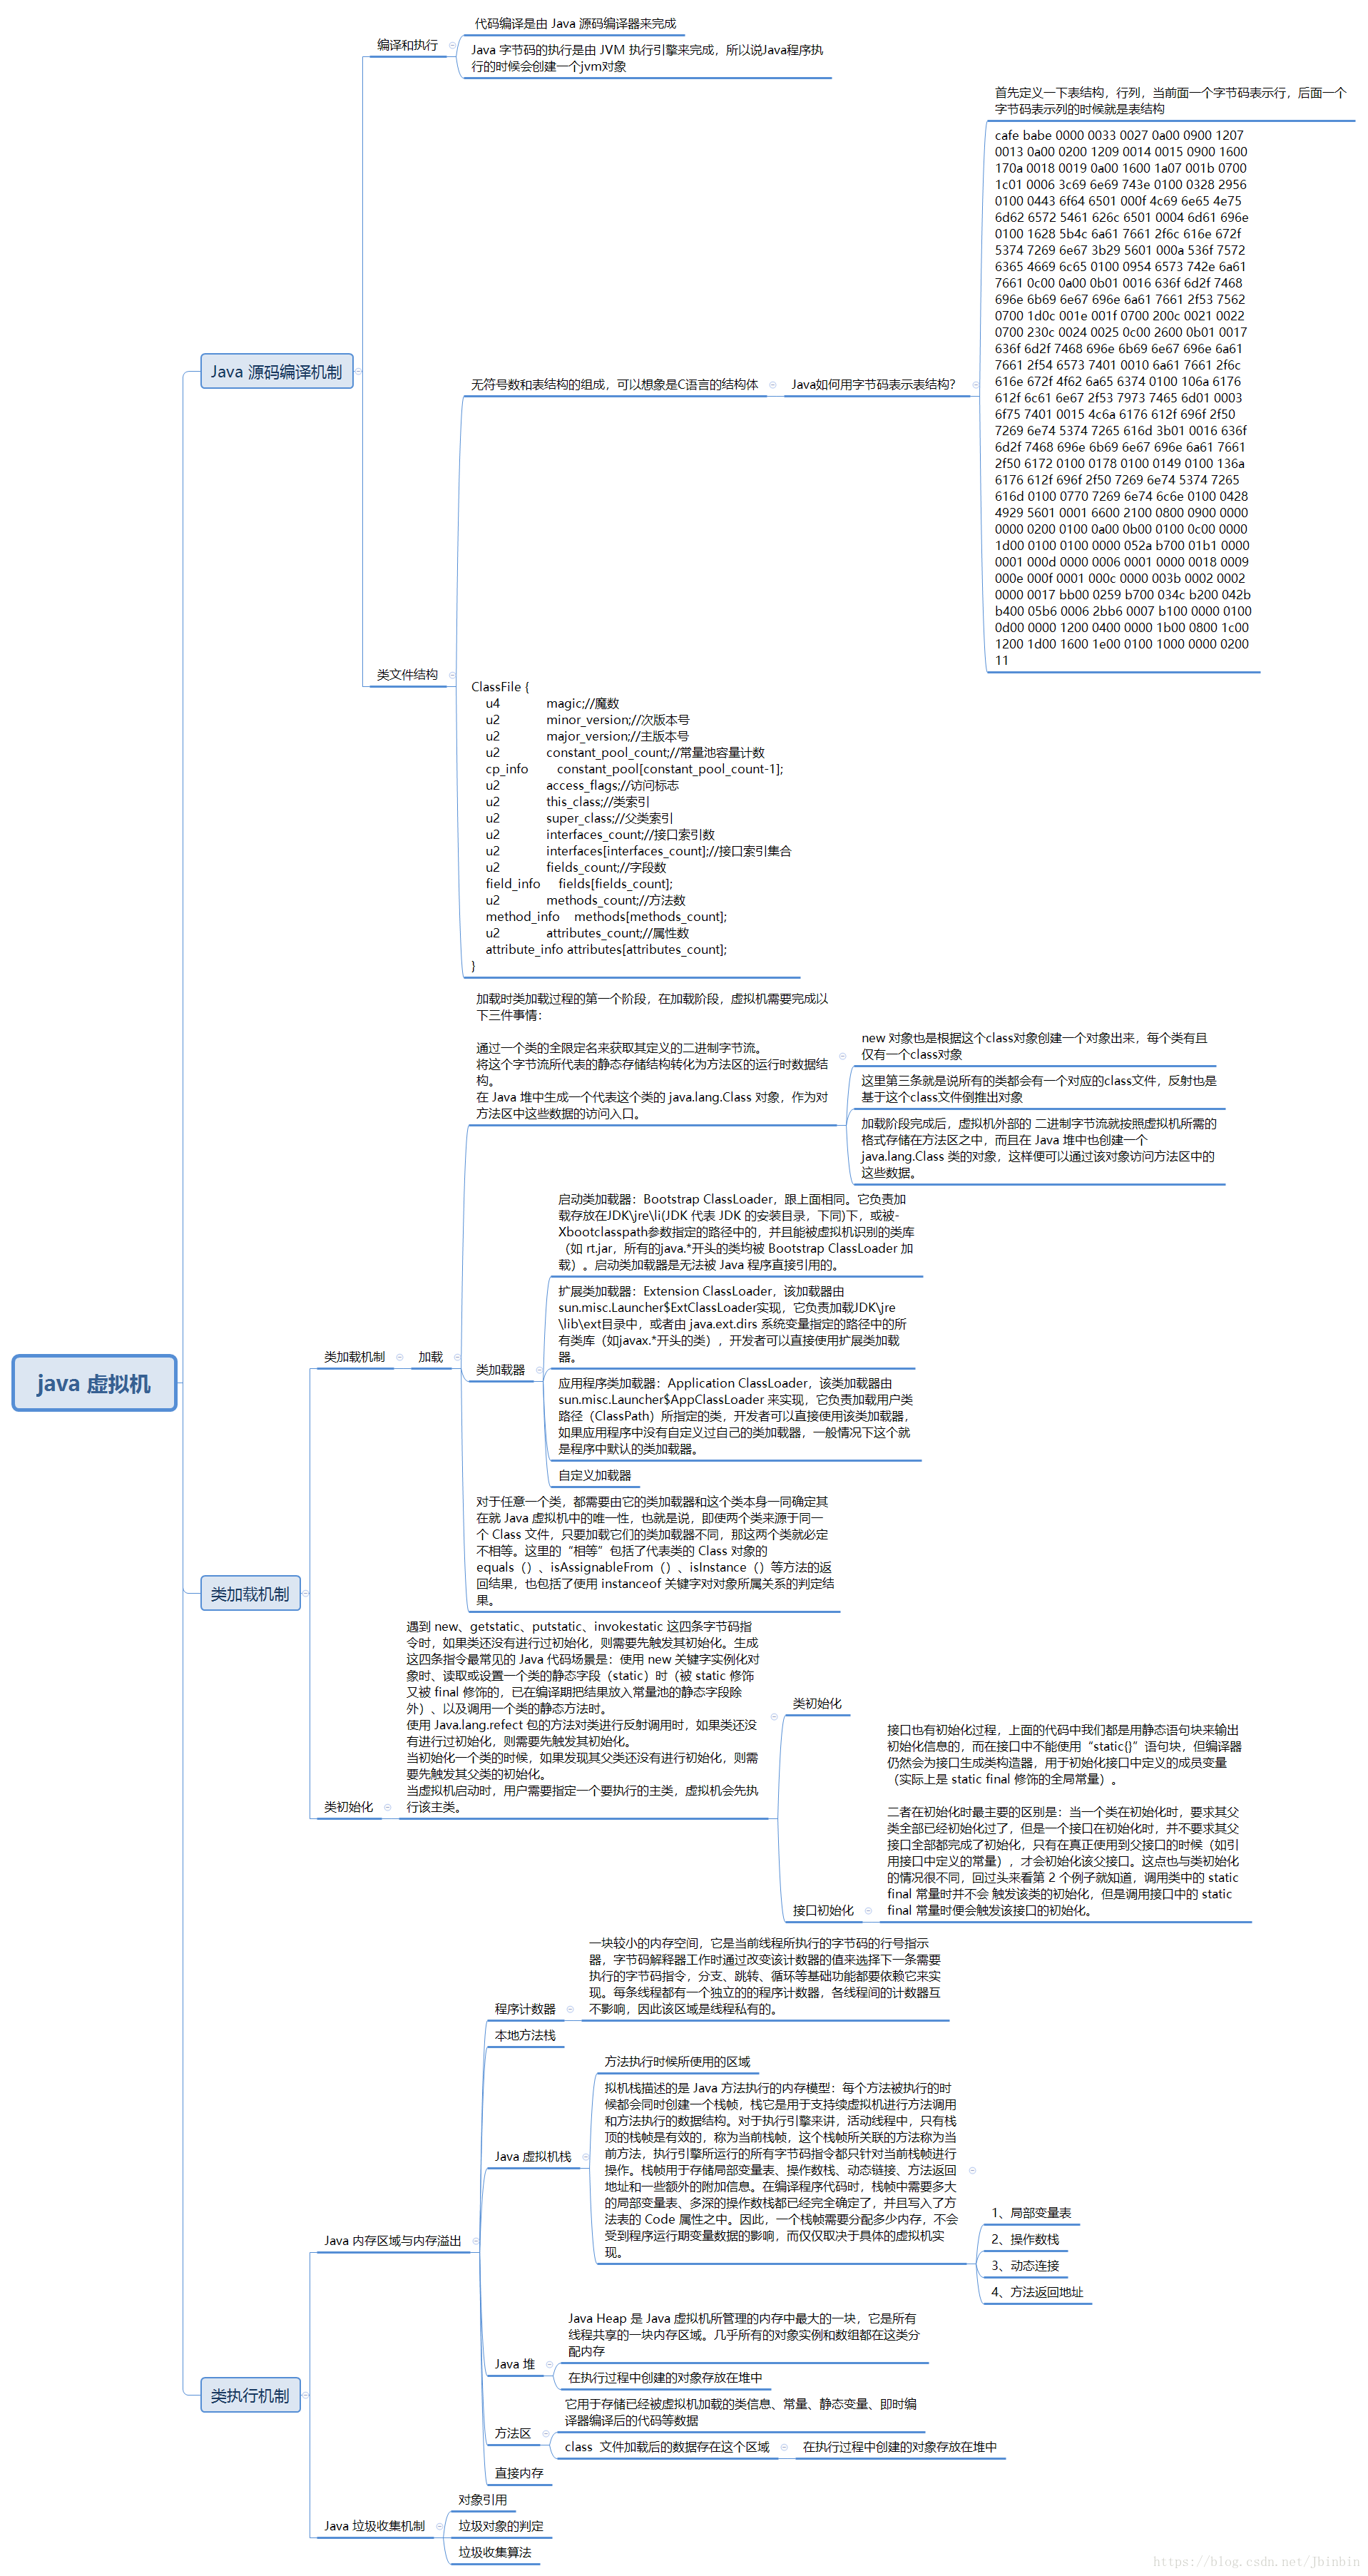 代码编译是由 Java 源码编译器来完成
编译和执行
Java 字节码的执行是由 JVM 执行引擎来完成，所以说Java程序执
行的时候会创建一个jvm对象
首先定义一下表结构，行列，当前面一个字节码表示行，后面一个
字节码表示列的时候就是表结构
cafe babe 0000 0033 0027 0a00 0900 1207
0013 0a00 0200 1209 0014 0015 0900 1600
170a 0018 0019 0a00 1600 1a07 001b 0700
1c01 0006 3c69 6e69 743e 0100 0328 2956
0100 0443 6f64 6501 000f 4c69 6e65 4e75
6d62 6572 5461 626c 6501 0004 6d61 696e
0100 1628 5b4c 6a61 7661 2f6c 616e 672f
5374 7269 6e67 3b29 5601 000a 536f 7572
6365 4669 6c65 0100 0954 6573 742e 6a61
7661 0c00 0a00 0b01 0016 636f 6d2f 7468
696e 6b69 6e67 696e 6a61 7661 2f53 7562
0700 1d0c 001e 001f 0700 200c 0021 0022
0700 230c 0024 0025 0c00 2600 0b01 0017
636f 6d2f 7468 696e 6b69 6e67 696e 6a61
7661 2f54 6573 7401 0010 6a61 7661 2f6c
616e 672f 4f62 6a65 6374 0100 106a 6176
612f 6c61 6e67 2f53 7973 7465 6d01 0003
6f75 7401 0015 4c6a 6176 612f 696f 2f50
7269 6e74 5374 7265 616d 3b01 0016 636f
6d2f 7468 696e 6b69 6e67 696e 6a61 7661
2f50 6172 0100 0178 0100 0149 0100 136a
6176 612f 696f 2f50 7269 6e74 5374 7265
616d 0100 0770 7269 6e74 6c6e 0100 0428
4929 5601 0001 6600 2100 0800 0900 0000
0000 0200 0100 0a00 0b00 0100 0c00 0000
1d00 0100 0100 0000 052a b700 01b1 0000
0001 000d 0000 0006 0001 0000 0018 0009
000e 000f 0001 000c 0000 003b 0002 0002
0000 0017 bb00 0259 b700 034c b200 042b
b400 05b6 0006 2bb6 0007 b100 0000 0100
0d00 0000 1200 0400 0000 1b00 0800 1c00
1200 1d00 1600 1e00 0100 1000 0000 0200
11
Java 源码编译机制
无符号数和表结构的组成，可以想象是C语言的结构体
Java如何用字节码表示表结构？
类文件结构
ClassFile {
u4 magic;//魔数
u2 minor_version;//次版本号
u2 major_version;//主版本号
u2 constant_pool_count;//常量池容量计数
cp_info constant_pool[constant_pool_count-1];
u2 access_flags;//访问标志
u2 this_class;//类索引
u2 super_class;//父类索引
u2 interfaces_count;//接口索引数
u2 interfaces[interfaces_count];//接口索引集合
u2 fields_count;//字段数
field_info fields[fields_count];
u2 methods_count;//方法数
method_info methods[methods_count];
u2 attributes_count;//属性数
attribute_info attributes[attributes_count];
}
加载时类加载过程的第一个阶段，在加载阶段，虚拟机需要完成以
下三件事情：
通过一个类的全限定名来获取其定义的二进制字节流。
将这个字节流所代表的静态存储结构转化为方法区的运行时数据结
构。
在 Java 堆中生成一个代表这个类的 java.lang.Class 对象，作为对
方法区中这些数据的访问入口。
new 对象也是根据这个class对象创建一个对象出来，每个类有且
仅有一个class对象
这里第三条就是说所有的类都会有一个对应的class文件，反射也是
基于这个class文件倒推出对象
加载阶段完成后，虚拟机外部的 二进制字节流就按照虚拟机所需的
格式存储在方法区之中，而且在 Java 堆中也创建一个
java.lang.Class 类的对象，这样便可以通过该对象访问方法区中的
这些数据。
启动类加载器：Bootstrap ClassLoader，跟上面相同。它负责加
载存放在JDK\jre\li(JDK 代表 JDK 的安装目录，下同)下，或被-
Xbootclasspath参数指定的路径中的，并且能被虚拟机识别的类库
（如 rt.jar，所有的java.*开头的类均被 Bootstrap ClassLoader 加
载）。启动类加载器是无法被 Java 程序直接引用的。
扩展类加载器：Extension ClassLoader，该加载器由
sun.misc.Launcher$ExtClassLoader实现，它负责加载JDK\jre
\lib\ext目录中，或者由 java.ext.dirs 系统变量指定的路径中的所
有类库（如javax.*开头的类），开发者可以直接使用扩展类加载
器。
类加载机制
加载
类加载器
应用程序类加载器：Application ClassLoader，该类加载器由
sun.misc.Launcher$AppClassLoader 来实现，它负责加载用户类
路径（ClassPath）所指定的类，开发者可以直接使用该类加载器，
如果应用程序中没有自定义过自己的类加载器，一般情况下这个就
是程序中默认的类加载器。
自定义加载器
java 虚拟机
对于任意一个类，都需要由它的类加载器和这个类本身一同确定其
在就 Java 虚拟机中的唯一性，也就是说，即使两个类来源于同一
个 Class 文件，只要加载它们的类加载器不同，那这两个类就必定
不相等。这里的“相等”包括了代表类的 Class 对象的
equals（）、isAssignableFrom（）、isInstance（）等方法的返
回结果，也包括了使用 instanceof 关键字对对象所属关系的判定结
果。
类加载机制
遇到 new、getstatic、putstatic、invokestatic 这四条字节码指
令时，如果类还没有进行过初始化，则需要先触发其初始化。生成
这四条指令最常见的 Java 代码场景是：使用 new 关键字实例化对
象时、读取或设置一个类的静态字段（static）时（被 static 修饰
又被 final 修饰的，已在编译期把结果放入常量池的静态字段除
外）、以及调用一个类的静态方法时。
使用 Java.lang.refect 包的方法对类进行反射调用时，如果类还没
有进行过初始化，则需要先触发其初始化。
当初始化一个类的时候，如果发现其父类还没有进行初始化，则需
要先触发其父类的初始化。
当虚拟机启动时，用户需要指定一个要执行的主类，虚拟机会先执
行该主类。
类初始化
类初始化
接口也有初始化过程，上面的代码中我们都是用静态语句块来输出
初始化信息的，而在接口中不能使用“static{}”语句块，但编译器
仍然会为接口生成类构造器，用于初始化接口中定义的成员变量
（实际上是 static final 修饰的全局常量）。
二者在初始化时最主要的区别是：当一个类在初始化时，要求其父
类全部已经初始化过了，但是一个接口在初始化时，并不要求其父
接口全部都完成了初始化，只有在真正使用到父接口的时候（如引
用接口中定义的常量），才会初始化该父接口。这点也与类初始化
的情况很不同，回过头来看第 2 个例子就知道，调用类中的 static
final 常量时并不会 触发该类的初始化，但是调用接口中的 static
final 常量时便会触发该接口的初始化。
接口初始化
一块较小的内存空间，它是当前线程所执行的字节码的行号指示
器，字节码解释器工作时通过改变该计数器的值来选择下一条需要
执行的字节码指令，分支、跳转、循环等基础功能都要依赖它来实
现。每条线程都有一个独立的的程序计数器，各线程间的计数器互
不影响，因此该区域是线程私有的。
程序计数器
本地方法栈
方法执行时候所使用的区域
拟机栈描述的是 Java 方法执行的内存模型：每个方法被执行的时
候都会同时创建一个栈帧，栈它是用于支持续虚拟机进行方法调用
和方法执行的数据结构。对于执行引擎来讲，活动线程中，只有栈
顶的栈帧是有效的，称为当前栈帧，这个栈帧所关联的方法称为当
前方法，执行引擎所运行的所有字节码指令都只针对当前栈帧进行
操作。栈帧用于存储局部变量表、操作数栈、动态链接、方法返回
地址和一些额外的附加信息。在编译程序代码时，栈帧中需要多大
的局部变量表、多深的操作数栈都已经完全确定了，并且写入了方
法表的 Code 属性之中。因此，一个栈帧需要分配多少内存，不会
受到程序运行期变量数据的影响，而仅仅取决于具体的虚拟机实
现。
Java 虚拟机栈
1、局部变量表
2、操作数栈
3、动态连接
4、方法返回地址
Java 内存区域与内存溢出
Java Heap 是 Java 虚拟机所管理的内存中最大的一块，它是所有
线程共享的一块内存区域。几乎所有的对象实例和数组都在这类分
配内存
Java 堆
在执行过程中创建的对象存放在堆中
类执行机制
它用于存储已经被虚拟机加载的类信息、常量、静态变量、即时编
译器编译后的代码等数据
方法区
class 文件加载后的数据存在这个区域
在执行过程中创建的对象存放在堆中
直接内存
对象引用
Java 垃圾收集机制
垃圾对象的判定
垃圾收集算法
https://blog.csdn.net/Jbinbin